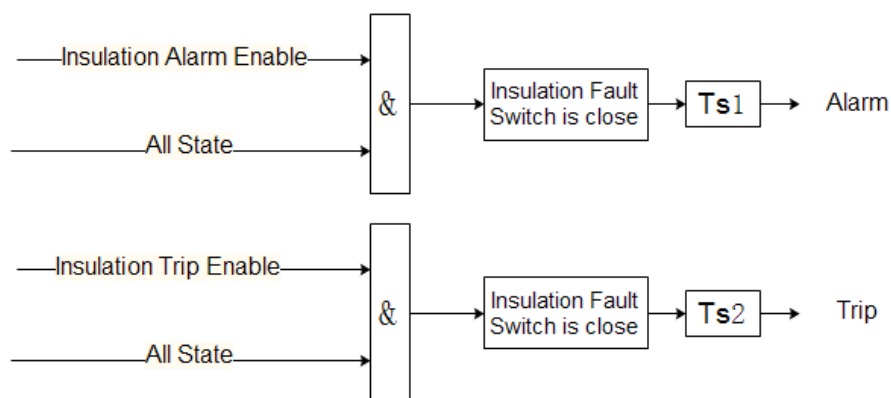 Insulation Alarm Enable
&
Insulation Fault
Switch is close
Ts1
Alarm
All State
Insulation Trip Enable
&
Insulation Fault
Switch is close
Ts2
Trip
All State